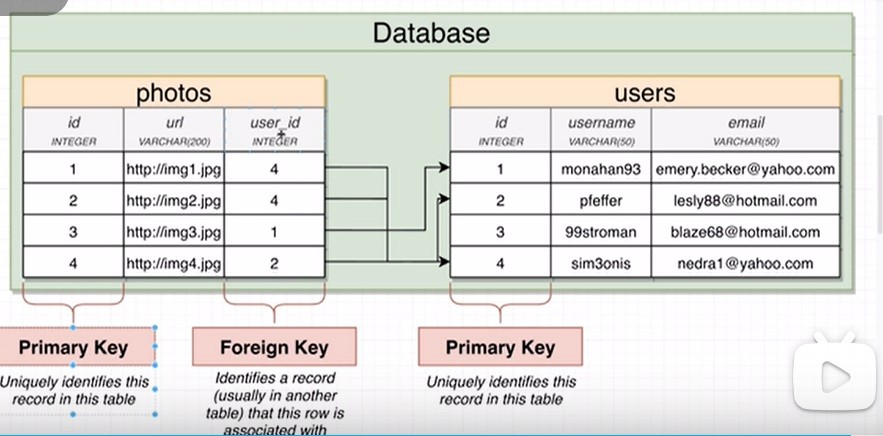 Database
photos
id
INTEGER
url
VARCHAR(200)
user_id
INTEGER
1 http://img1.jpg 4
2 http://img2.jpg 4
3 http://img3.jpg 1
4 http://img4.jpg 2
users
id
INTEGER
username
VARCHAR(50)
email
VARCHAR(50)
1 monahan93 emery.becker@yahoo.com
2 pfeffer lesly88@hotmail.com
3 99stroman blaze68@hotmail.com
4 sim3onis nedra1@yahoo.com
Primary Key
Uniquely identifies this
record in this table
Foreign Key
Identifies a record
(usually in another
table) that this row is
associated with
Primary Key
Uniquely identifies this
record in this table